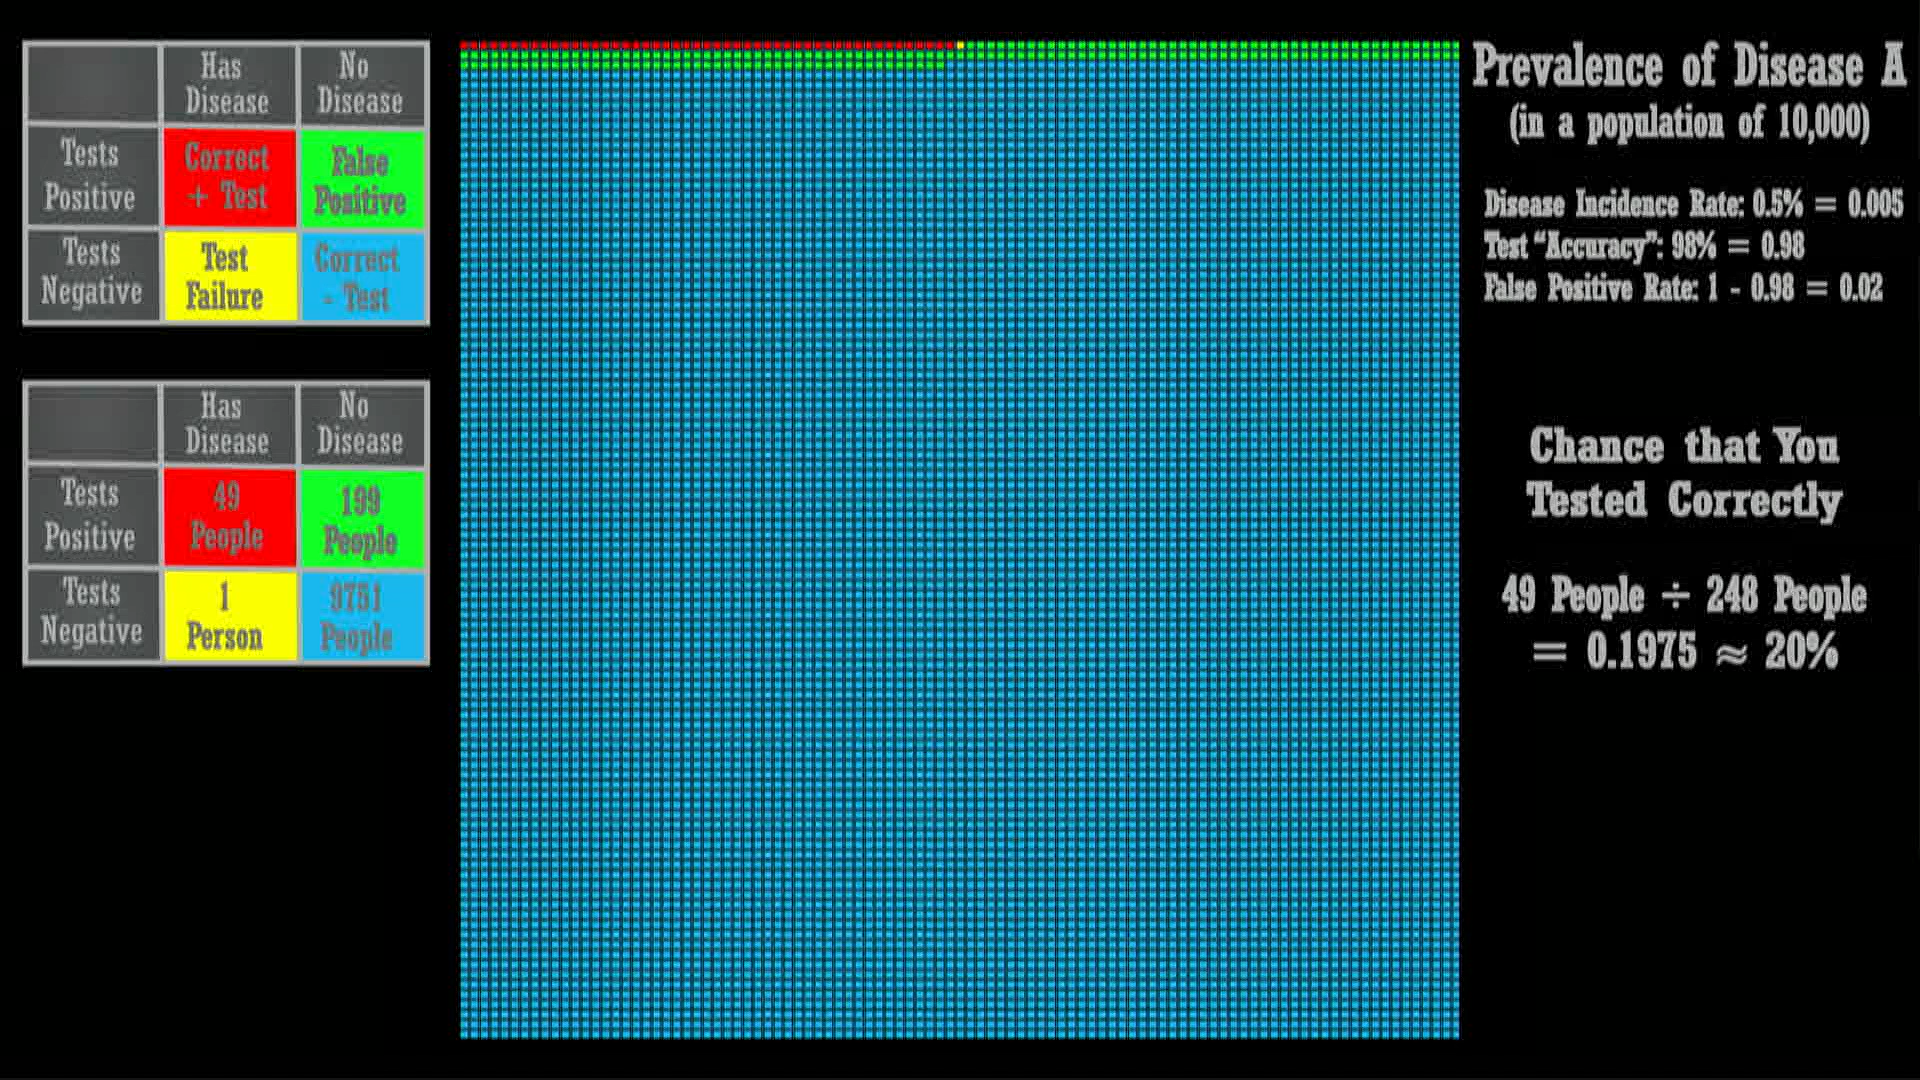 Has Disease
No Disease
Tests Positive
Correct + Test
False Positive
Tests Negative
Test Failure
Correct - Test
Has Disease
No Disease
Tests Positive
49 People
199 People
Tests Negative
1 Person
9751 People
Prevalence of Disease A
(in a population of 10,000)
Disease Incidence Rate: 0.5% = 0.005
Test “Accuracy”: 98% = 0.98
False Positive Rate: 1 - 0.98 = 0.02
Chance that You
Tested Correctly
49 People ÷ 248 People
= 0.1975 ≈ 20%